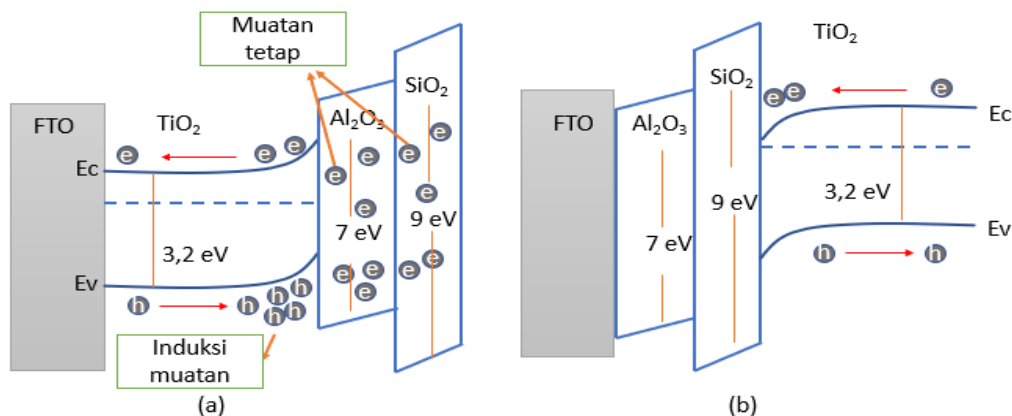 Muatan
tetap
FTO
TiO₂
Al₂O₃
SiO₂
e
e
e
e
e
e
e
e
e
e
Ec
3,2 eV
7 eV
9 eV
e
e
e
e
e
Ev
h
h
h
h
h
h
h
Induksi
muatan
(a)
TiO₂
SiO₂
FTO
Al₂O₃
e
e
e
Ec
3,2 eV
9 eV
7 eV
Ev
h
h
(b)